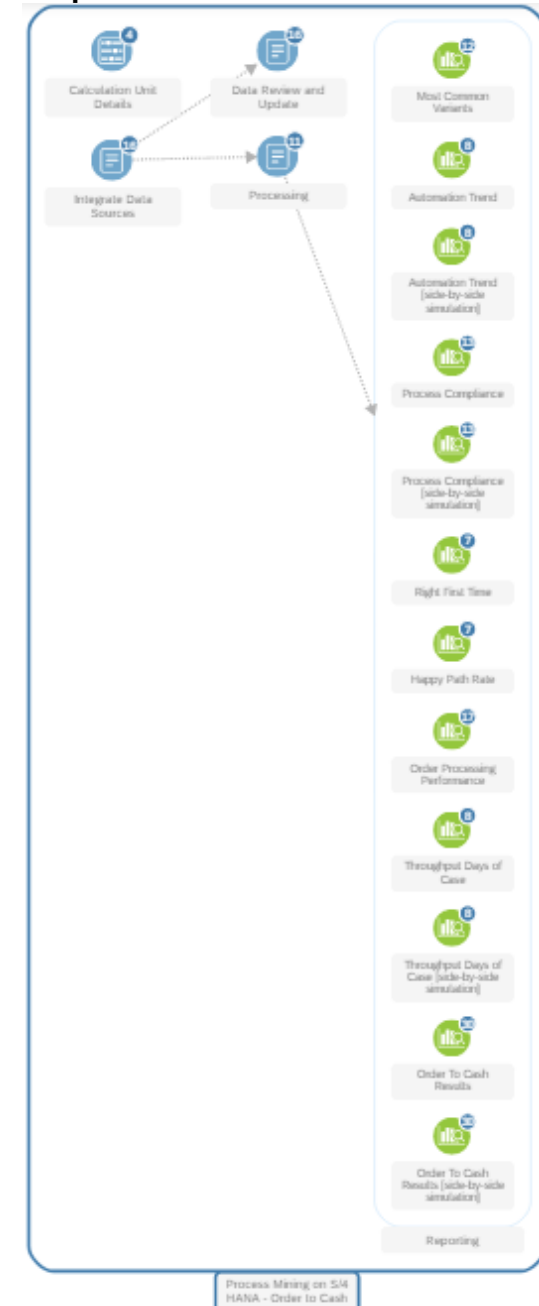 4
Calculation Unit
Details
16
Data Review and
Update
16
Integrate Data
Sources
11
Processing
12
Most Common
Variants
8
Automation Trend
8
Automation Trend
[side-by-side
simulation]
13
Process Compliance
13
Process Compliance
[side-by-side
simulation]
7
Right First Time
7
Happy Path Rate
17
Order Processing
Performance
8
Throughput Days of
Case
8
Throughput Days of
Case [side-by-side
simulation]
Order To Cash
Results
Order To Cash
Results [side-by-side
simulation]
Reporting
Process Mining on S/4
HANA - Order to Cash